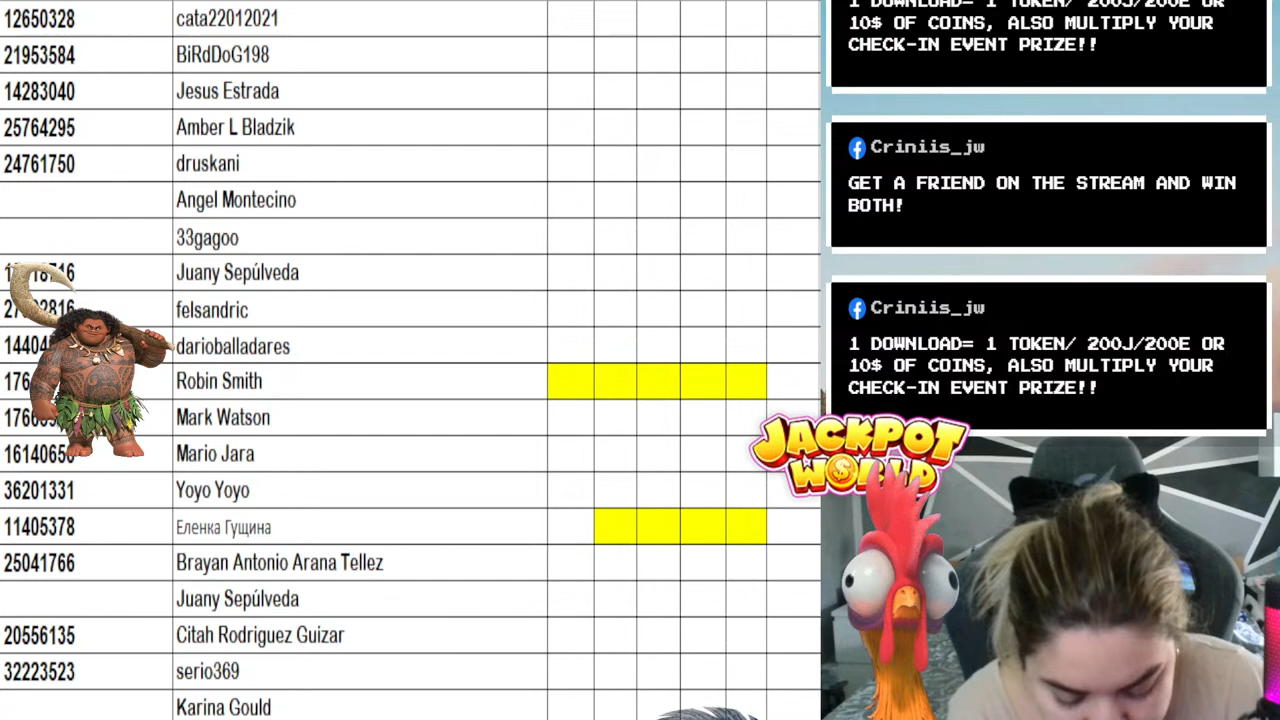 12650328 cata22012021
21953584 BiRdDoG198
14283040 Jesus Estrada
25764295 Amber L Bladzik
24761750 druskani
Angel Montecino
33gagoo
Juany Sepúlveda
felsandric
darioballadares
Robin Smith
Mark Watson
16140656 Mario Jara
36201331 Yoyo Yoyo
11405378 Еленка Гущина
25041766 Brayan Antonio Arana Tellez
Juany Sepúlveda
20556135 Citah Rodriguez Guizar
32223523 serio369
Karina Gould
1 DOWNLOAD= 1 TOKEN/ 200J/200E OR
10$ OF COINS, ALSO MULTIPLY YOUR
CHECK-IN EVENT PRIZE!!
Criniis_jw
GET A FRIEND ON THE STREAM AND WIN
BOTH!
Criniis_jw
1 DOWNLOAD= 1 TOKEN/ 200J/200E OR
10$ OF COINS, ALSO MULTIPLY YOUR
CHECK-IN EVENT PRIZE!!
JACKPOT
WORLD